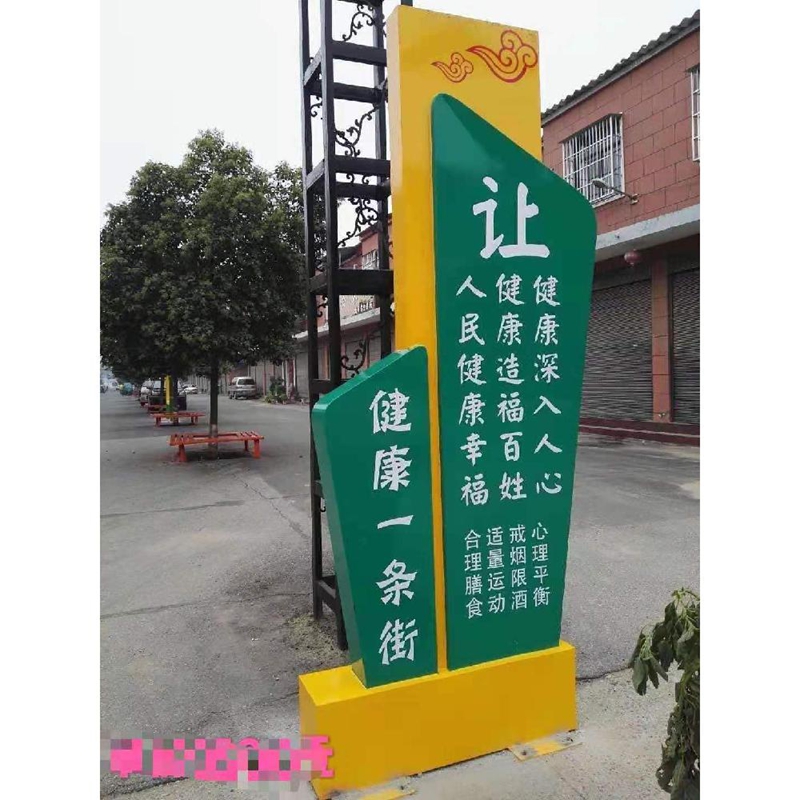 健康一条街
让
人民健康幸福
健康造福百姓
健康深入人心
合理膳食
适量运动
戒烟限酒
心理平衡